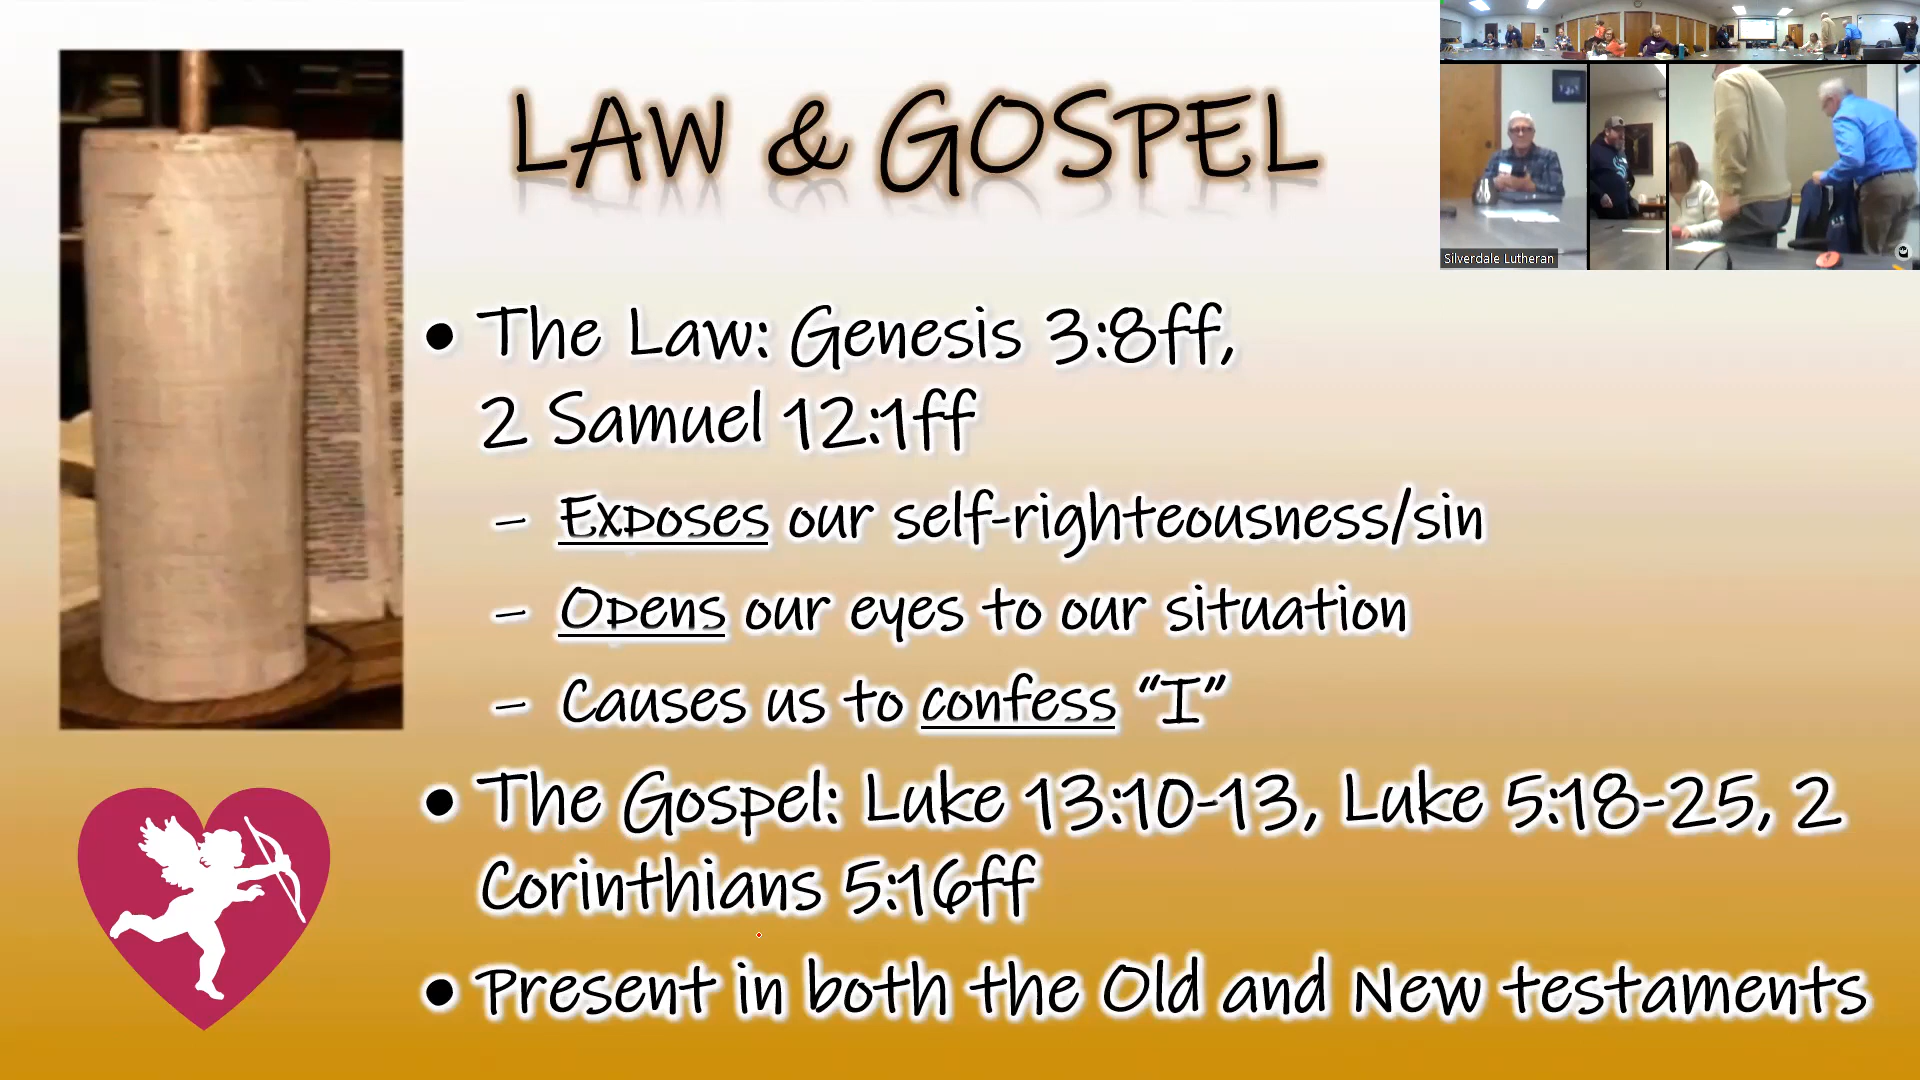 LAW & GOSPEL
Silverdale Lutheran
• The Law: Genesis 3:8ff,
2 Samuel 12:1ff
– Exposes our self-righteousness/sin
– Opens our eyes to our situation
– Causes us to confess “I”
• The Gospel: Luke 13:10-13, Luke 5:18-25, 2
Corinthians 5:16ff
• Present in both the Old and New testaments